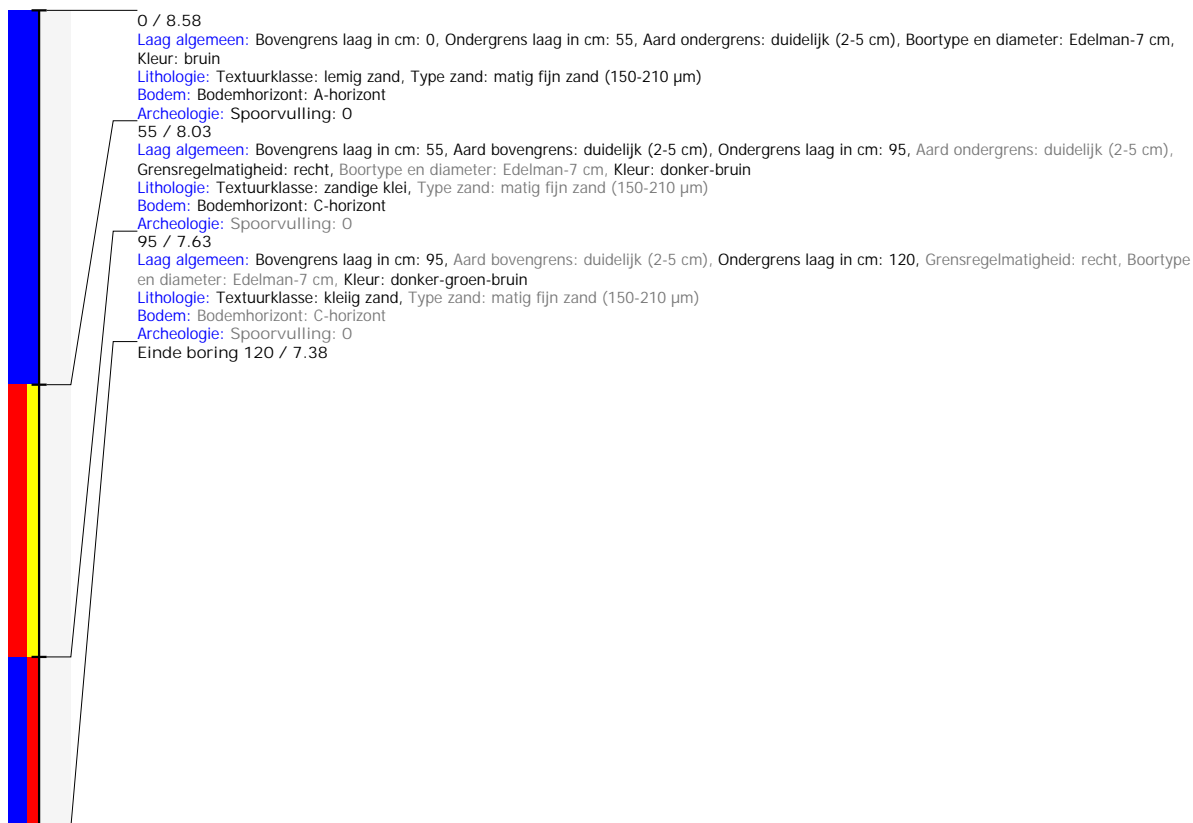 0 / 8.58
Laag algemeen: Bovengrens laag in cm: 0, Ondergrens laag in cm: 55, Aard ondergrens: duidelijk (2-5 cm), Boortype en diameter: Edelman-7 cm,
Kleur: bruin
Lithologie: Textuurklasse: lemig zand, Type zand: matig fijn zand (150-210 µm)
Bodem: Bodemhorizont: A-horizont
Archeologie: Spoorvulling: 0
55 / 8.03
Laag algemeen: Bovengrens laag in cm: 55, Aard bovengrens: duidelijk (2-5 cm), Ondergrens laag in cm: 95, Aard ondergrens: duidelijk (2-5 cm),
Grensregelmatigheid: recht, Boortype en diameter: Edelman-7 cm, Kleur: donker-bruin
Lithologie: Textuurklasse: zandige klei, Type zand: matig fijn zand (150-210 µm)
Bodem: Bodemhorizont: C-horizont
Archeologie: Spoorvulling: 0
95 / 7.63
Laag algemeen: Bovengrens laag in cm: 95, Aard bovengrens: duidelijk (2-5 cm), Ondergrens laag in cm: 120, Grensregelmatigheid: recht, Boortype
en diameter: Edelman-7 cm, Kleur: donker-groen-bruin
Lithologie: Textuurklasse: kleiig zand, Type zand: matig fijn zand (150-210 µm)
Bodem: Bodemhorizont: C-horizont
Archeologie: Spoorvulling: 0
Einde boring 120 / 7.38